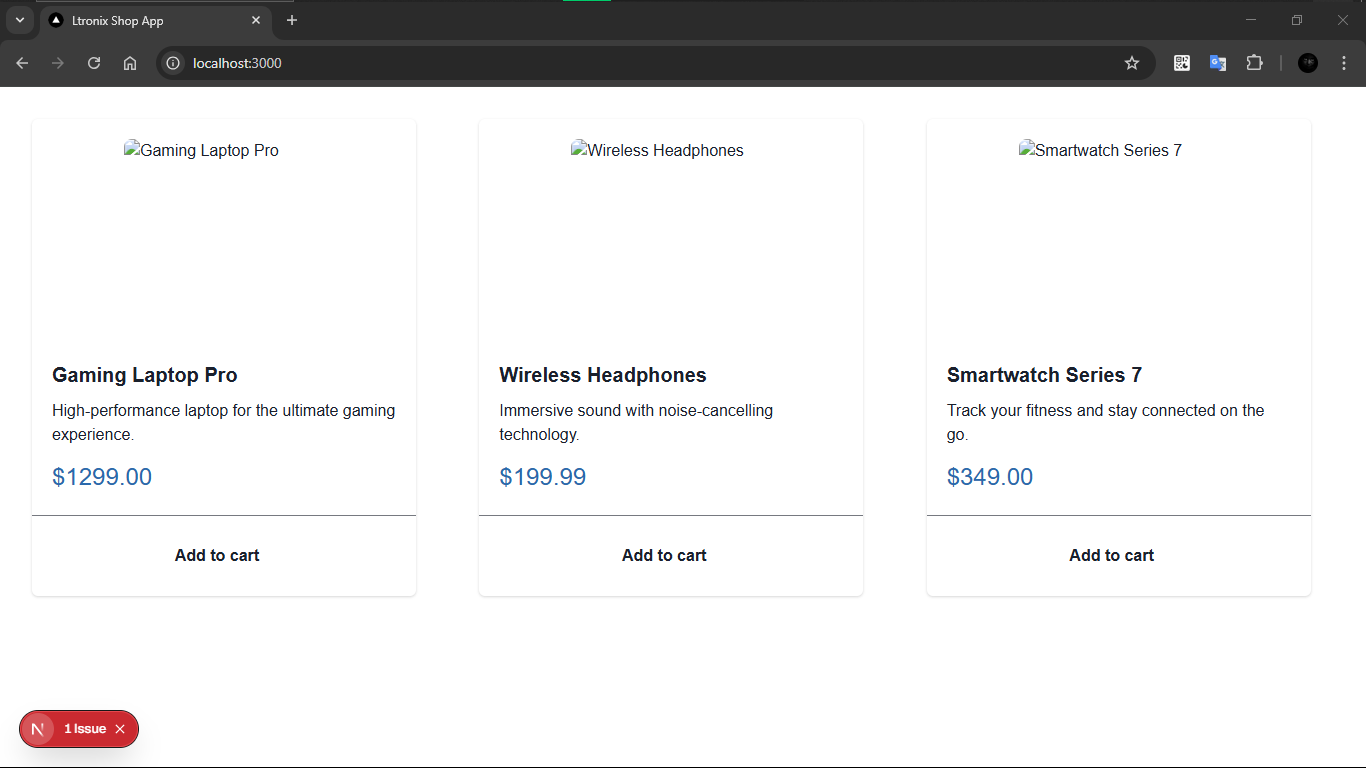 Ltronix Shop App
localhost:3000
Gaming Laptop Pro
Wireless Headphones
Smartwatch Series 7
Gaming Laptop Pro
High-performance laptop for the ultimate gaming
experience.
$1299.00
Add to cart
Wireless Headphones
Immersive sound with noise-cancelling
technology.
$199.99
Add to cart
Smartwatch Series 7
Track your fitness and stay connected on the
go.
$349.00
Add to cart
N 1 Issue